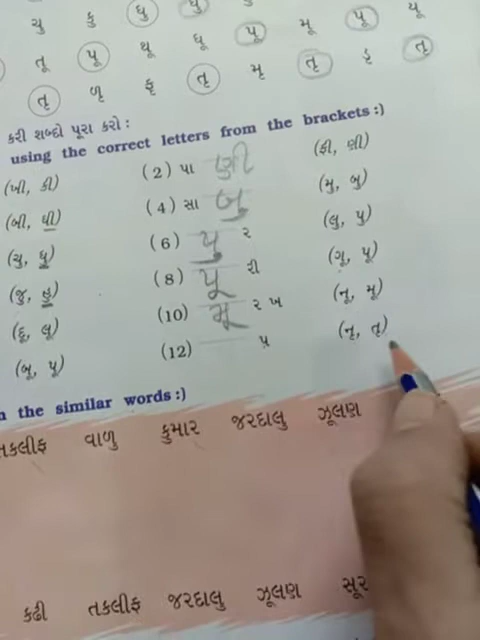 ચુ કુ ધુ
તૂ પૂ થૂ ધૂ પૂ મૂ પૂ યૂ
તૃ ળૃ ફૃ તૃ મૃ તૃ હૃ તૃ
કરી શબ્દો પૂરા કરો :
using the correct letters from the brackets:)
(ખી, કી) (2) પા ણી (ફી, ણી)
(બી, ઘી) (4) સા બુ (મુ, બુ)
(ચુ, ધુ) (6) પુ ર (લુ, પુ)
(જુ, હુ) (8) પૂ રી (ગૂ, પૂ)
(દૂ, લૂ) (10) મૂ ર ખ (નૂ, મૂ)
(બૂ, પૂ) (12) પ્ત (નૃ, તૃ)
the similar words:)
તકલીફ વાળુ કુમાર જરદાલુ ઝૂલણ
કઢી તકલીફ જરદાલુ ઝૂલણ સૂર